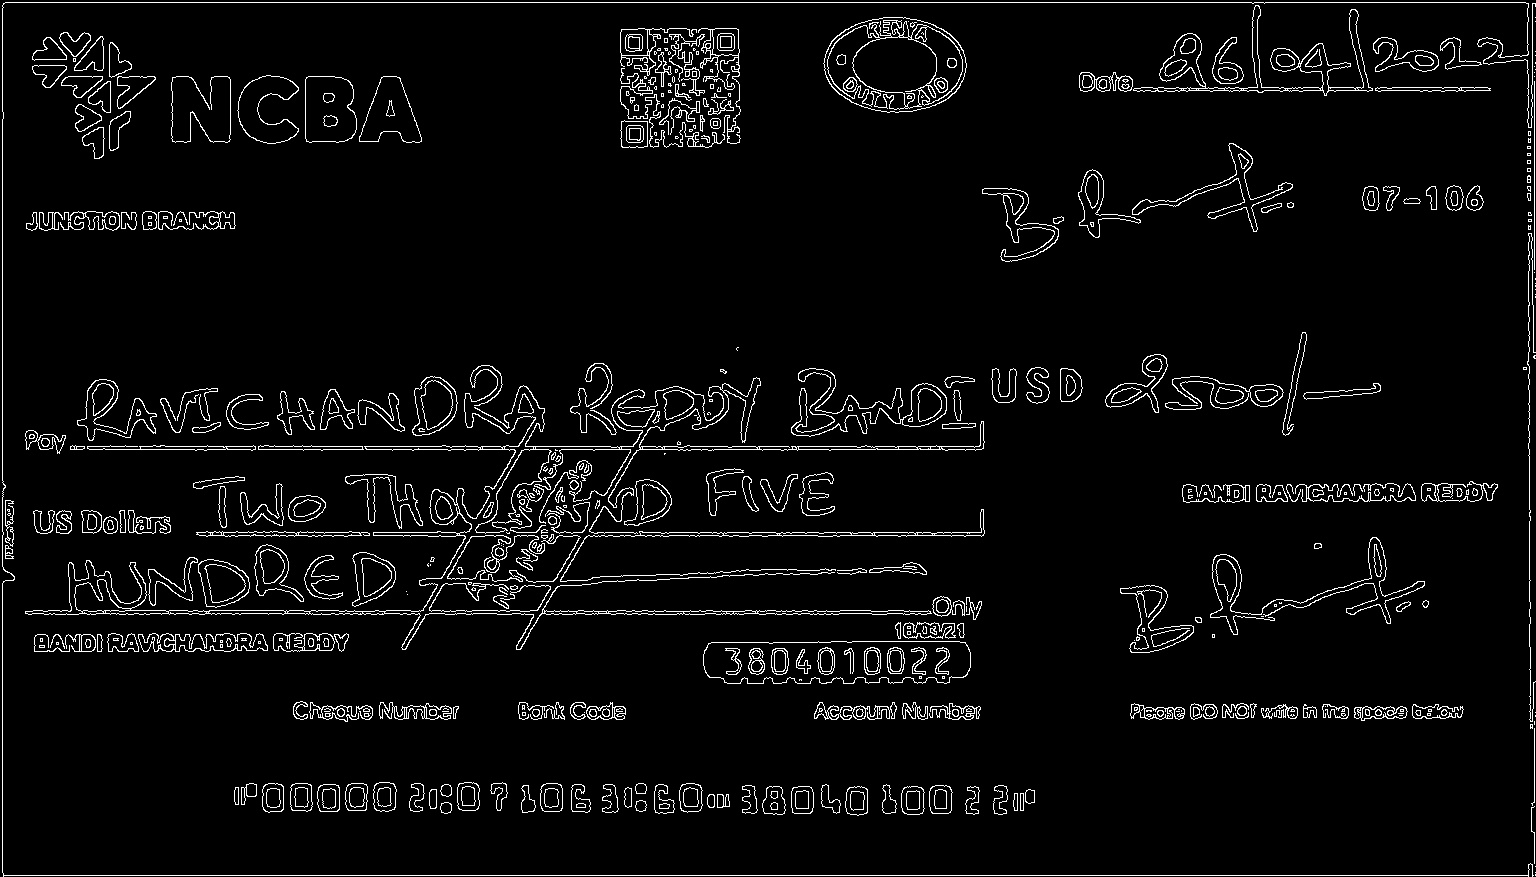 NCBA
KENYA
DUTY PAID
Date 26/04/2022
JUNCTION BRANCH
B.
07-106
Pay RAVICHANDRA REDDY BANDI USD 2500/-
Account Payee
Not Negotiable
US Dollars TWO THOUSAND FIVE
BANDI RAVICHANDRA REDDY
HUNDRED Only
B.
BANDI RAVICHANDRA REDDY
18/03/21
3804010022
Cheque Number Bank Code Account Number
Please DO NOT write in the space below
"000002⑆0710631⑆60⑉3804010022⑈